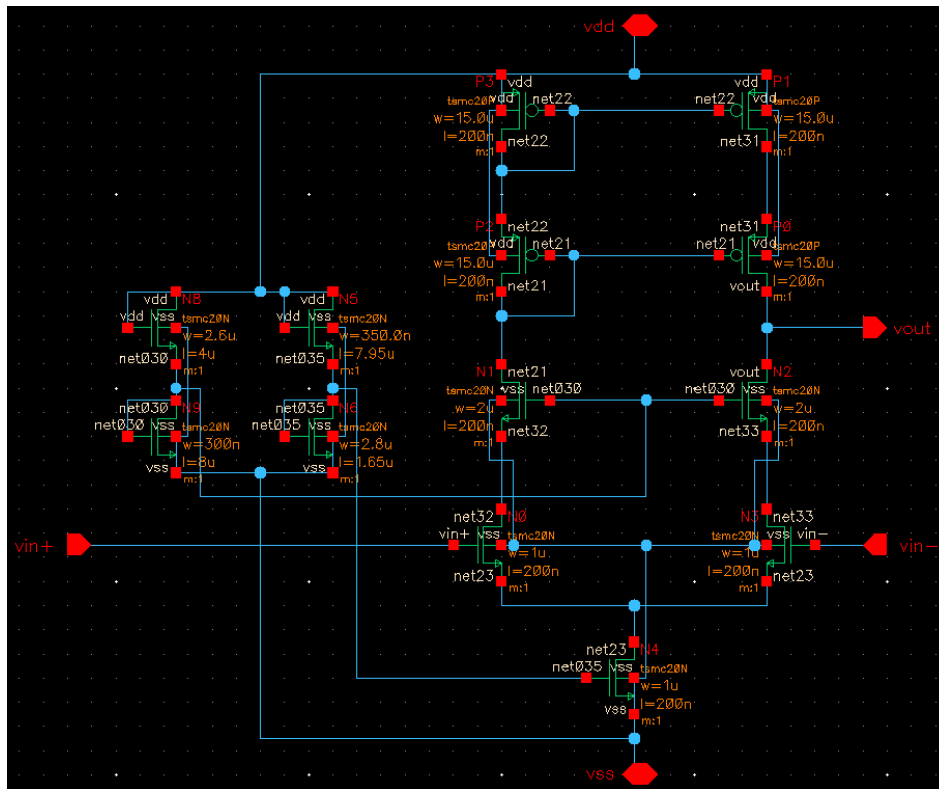 vdd
P3
vdd
tsmc20P
vdd
net22
w=15.0u
l=200n
net22
m:1
vdd
P1
net22
vdd
tsmc20P
w=15.0u
l=200n
net31
m:1
P2
net22
tsmc20P
vdd
net21
w=15.0u
l=200n
net21
m:1
net31
P0
net21
vdd
tsmc20P
w=15.0u
l=200n
vout
m:1
vout
vdd
N8
vss
tsmc20N
w=2.6u
l=4u
net030
m:1
vdd
N5
vss
tsmc20N
w=350.0n
l=7.95u
net035
m:1
net030
N9
net030
vss
tsmc20N
w=300n
l=8u
vss
m:1
net035
N6
net035
vss
tsmc20N
w=2.8u
l=1.65u
vss
m:1
N1
net21
vss
net030
tsmc20N
w=2u
l=200n
net32
m:1
vout
N2
net030
vss
tsmc20N
w=2u
l=200n
net33
m:1
vin+
net32
N0
vin+
vss
tsmc20N
w=1u
l=200n
net23
m:1
N3
net33
vss
vin-
tsmc20N
w=1u
l=200n
net23
m:1
vin-
net23
N4
net035
vss
tsmc20N
w=1u
l=200n
vss
m:1
vss